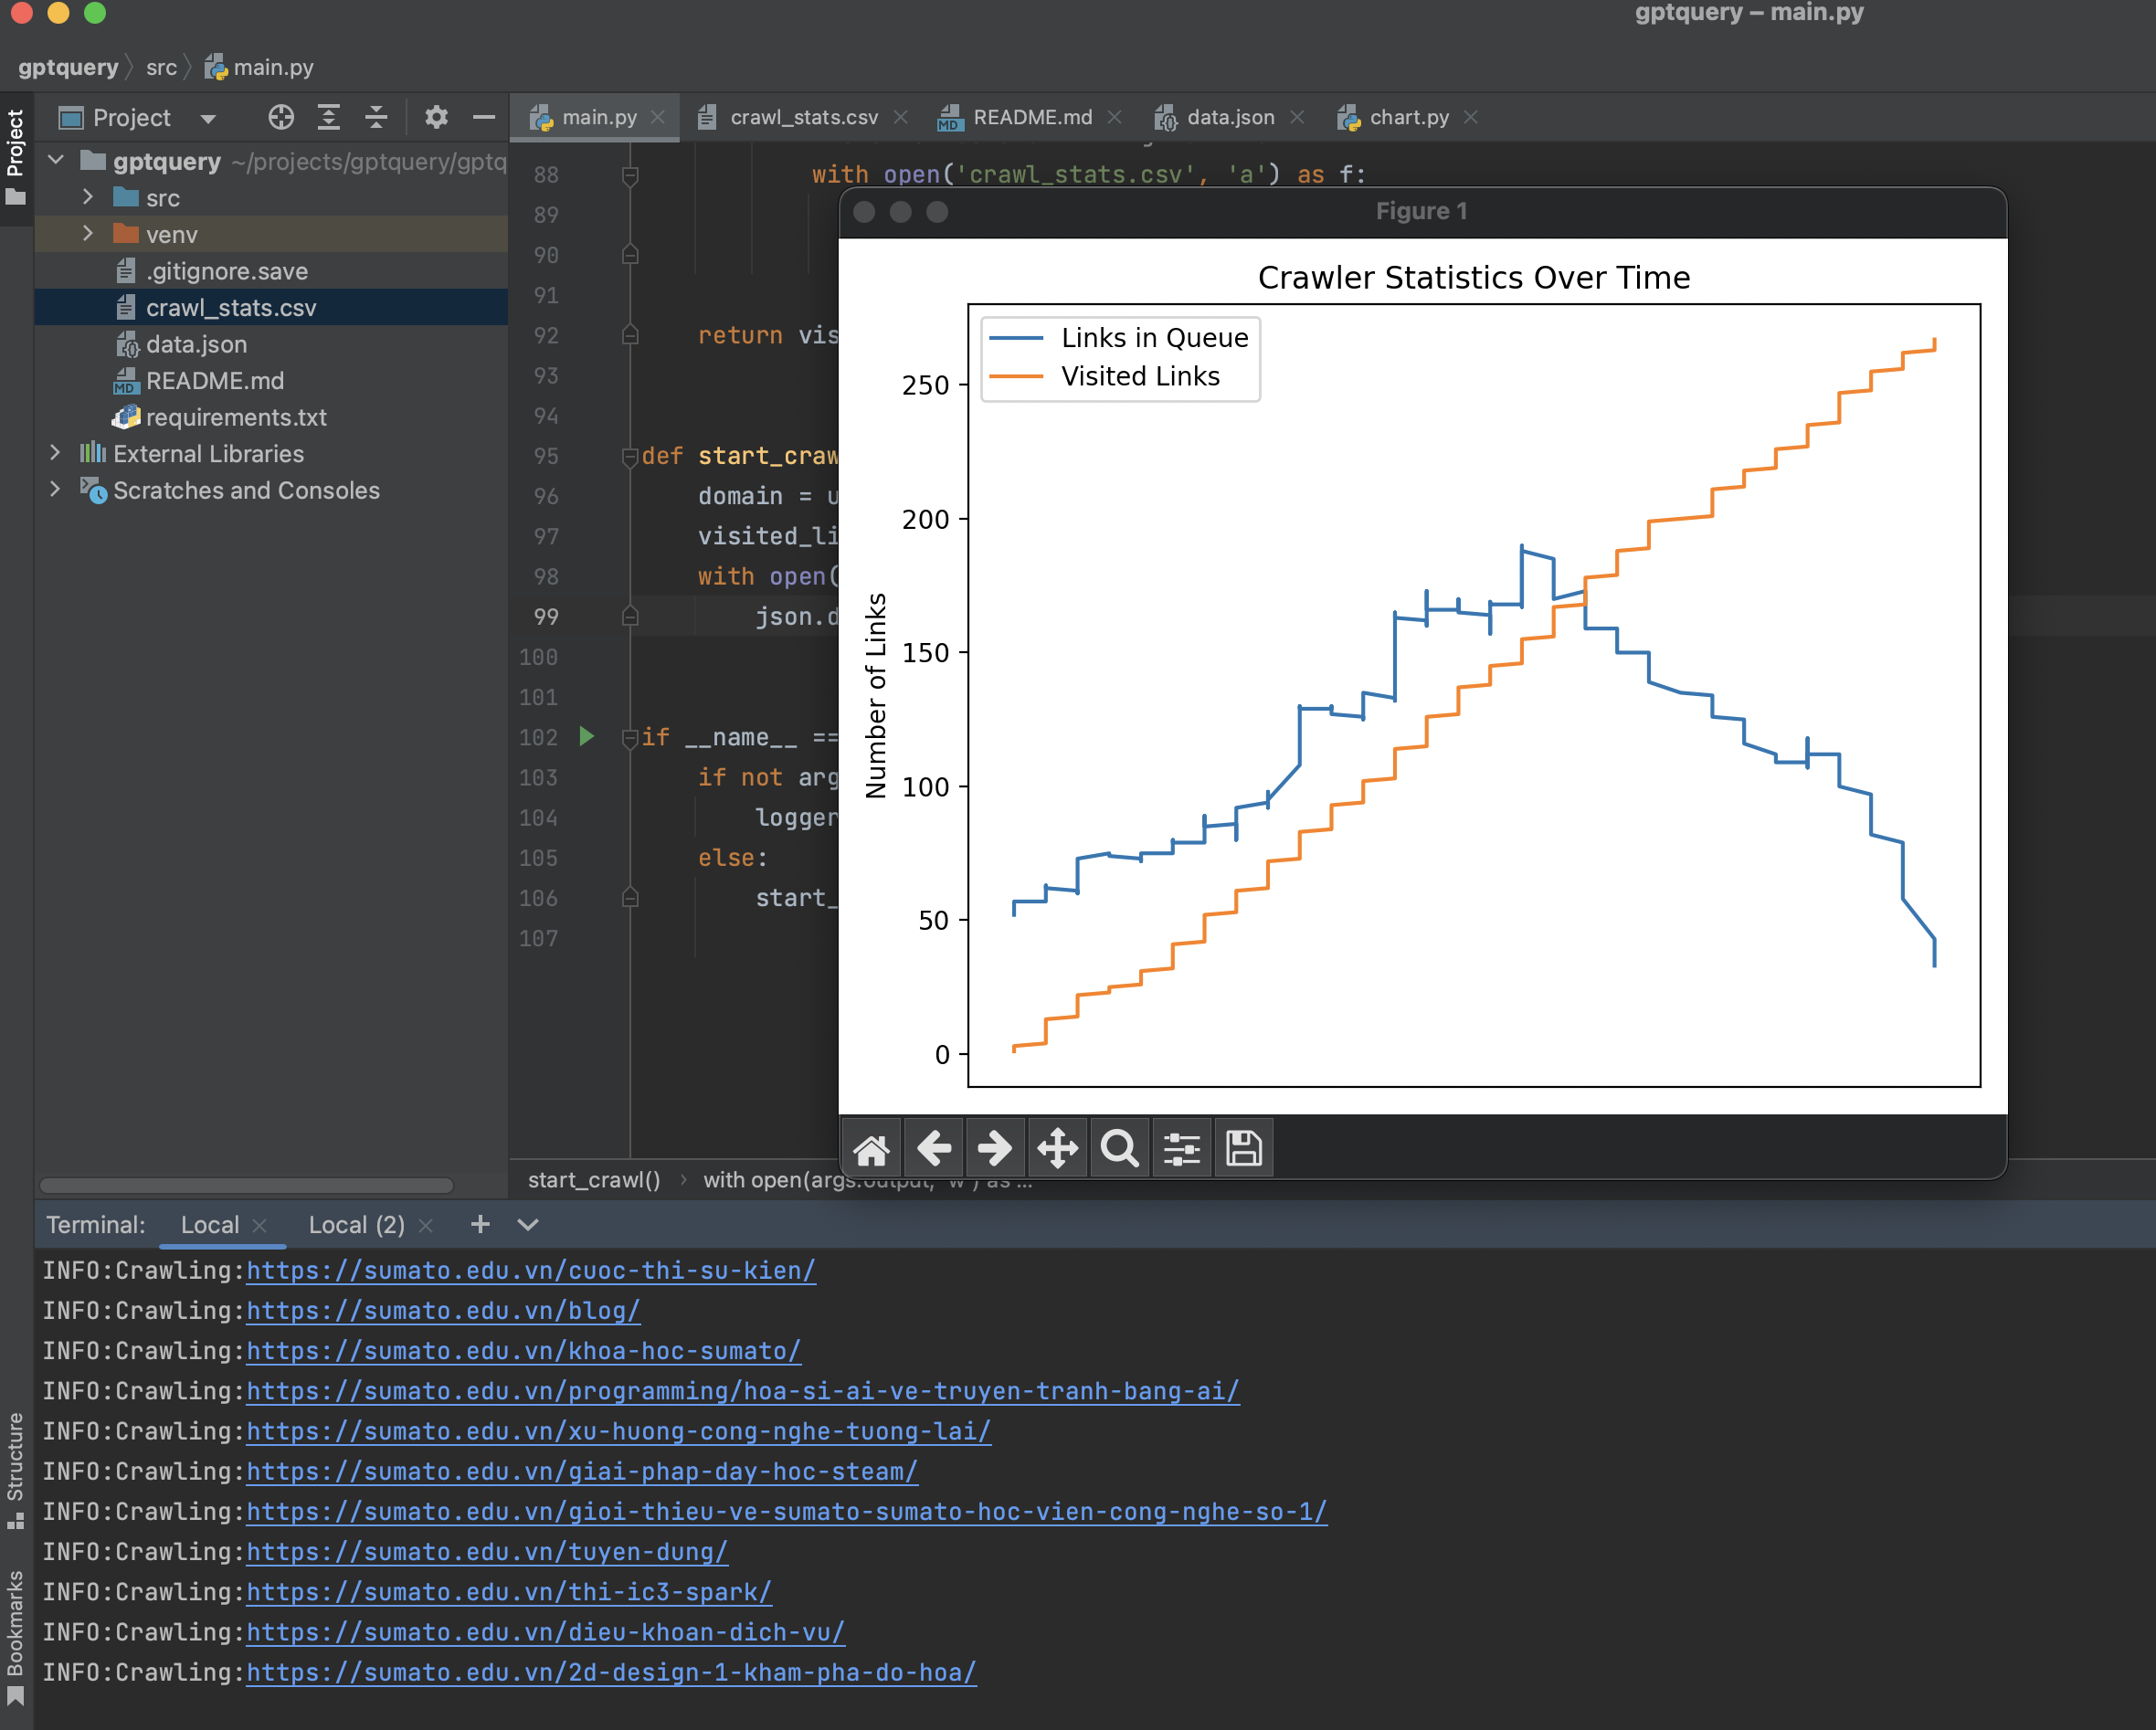 gptquery – main.py
gptquery src main.py
Project
main.py crawl_stats.csv README.md data.json chart.py
Project
gptquery ~/projects/gptquery/gptq
src
venv
.gitignore.save
crawl_stats.csv
data.json
README.md
requirements.txt
External Libraries
Scratches and Consoles
88 with open('crawl_stats.csv', 'a') as f:
89
90
91
92 return vis
93
94
95 def start_craw
96 domain = u
97 visited_li
98 with open(
99 json.d
100
101
102 if __name__ ==
103 if not arg
104 logger
105 else:
106 start_
107
Figure 1
Crawler Statistics Over Time
Links in Queue
Visited Links
Number of Links
250
200
150
100
50
0
start_crawl() › with open(args.output, 'w') as ...
Terminal: Local Local (2)
INFO:Crawling:https://sumato.edu.vn/cuoc-thi-su-kien/
INFO:Crawling:https://sumato.edu.vn/blog/
INFO:Crawling:https://sumato.edu.vn/khoa-hoc-sumato/
INFO:Crawling:https://sumato.edu.vn/programming/hoa-si-ai-ve-truyen-tranh-bang-ai/
INFO:Crawling:https://sumato.edu.vn/xu-huong-cong-nghe-tuong-lai/
INFO:Crawling:https://sumato.edu.vn/giai-phap-day-hoc-steam/
INFO:Crawling:https://sumato.edu.vn/gioi-thieu-ve-sumato-sumato-hoc-vien-cong-nghe-so-1/
INFO:Crawling:https://sumato.edu.vn/tuyen-dung/
INFO:Crawling:https://sumato.edu.vn/thi-ic3-spark/
INFO:Crawling:https://sumato.edu.vn/dieu-khoan-dich-vu/
INFO:Crawling:https://sumato.edu.vn/2d-design-1-kham-pha-do-hoa/
Structure
Bookmarks